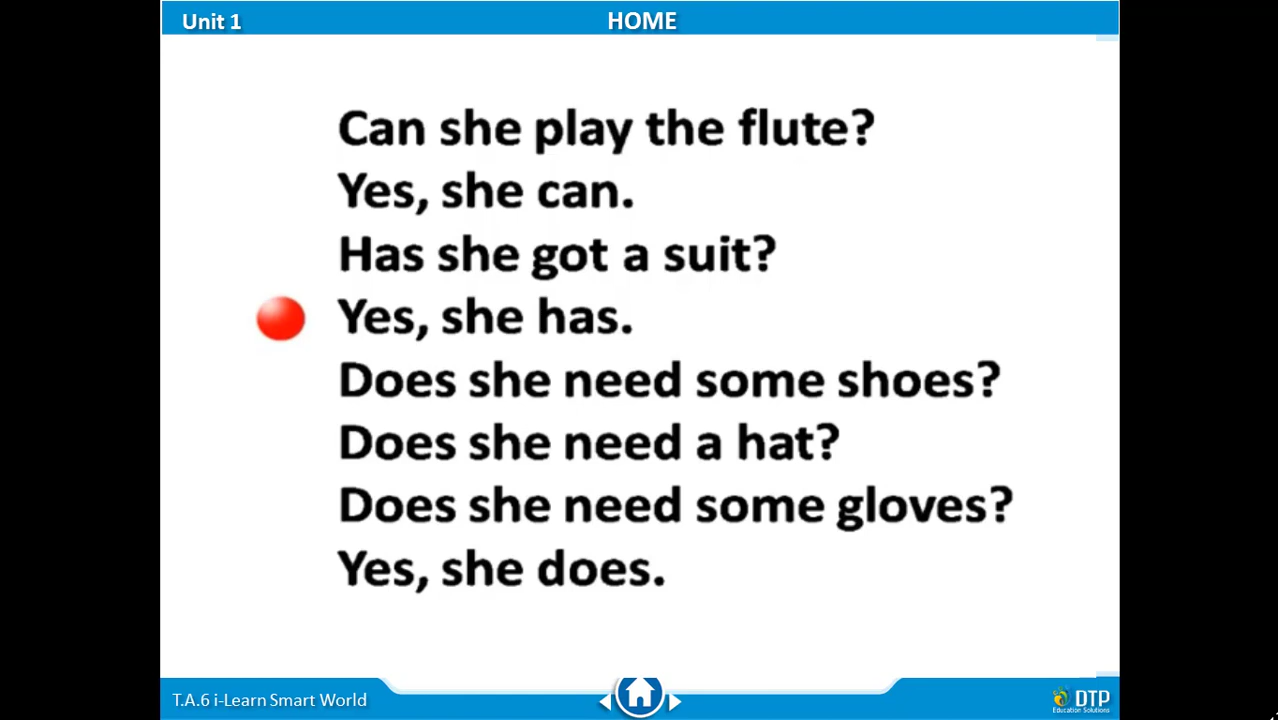 Unit 1
HOME
Can she play the flute?
Yes, she can.
Has she got a suit?
Yes, she has.
Does she need some shoes?
Does she need a hat?
Does she need some gloves?
Yes, she does.
T.A.6 i-Learn Smart World
DTP
Education Solutions